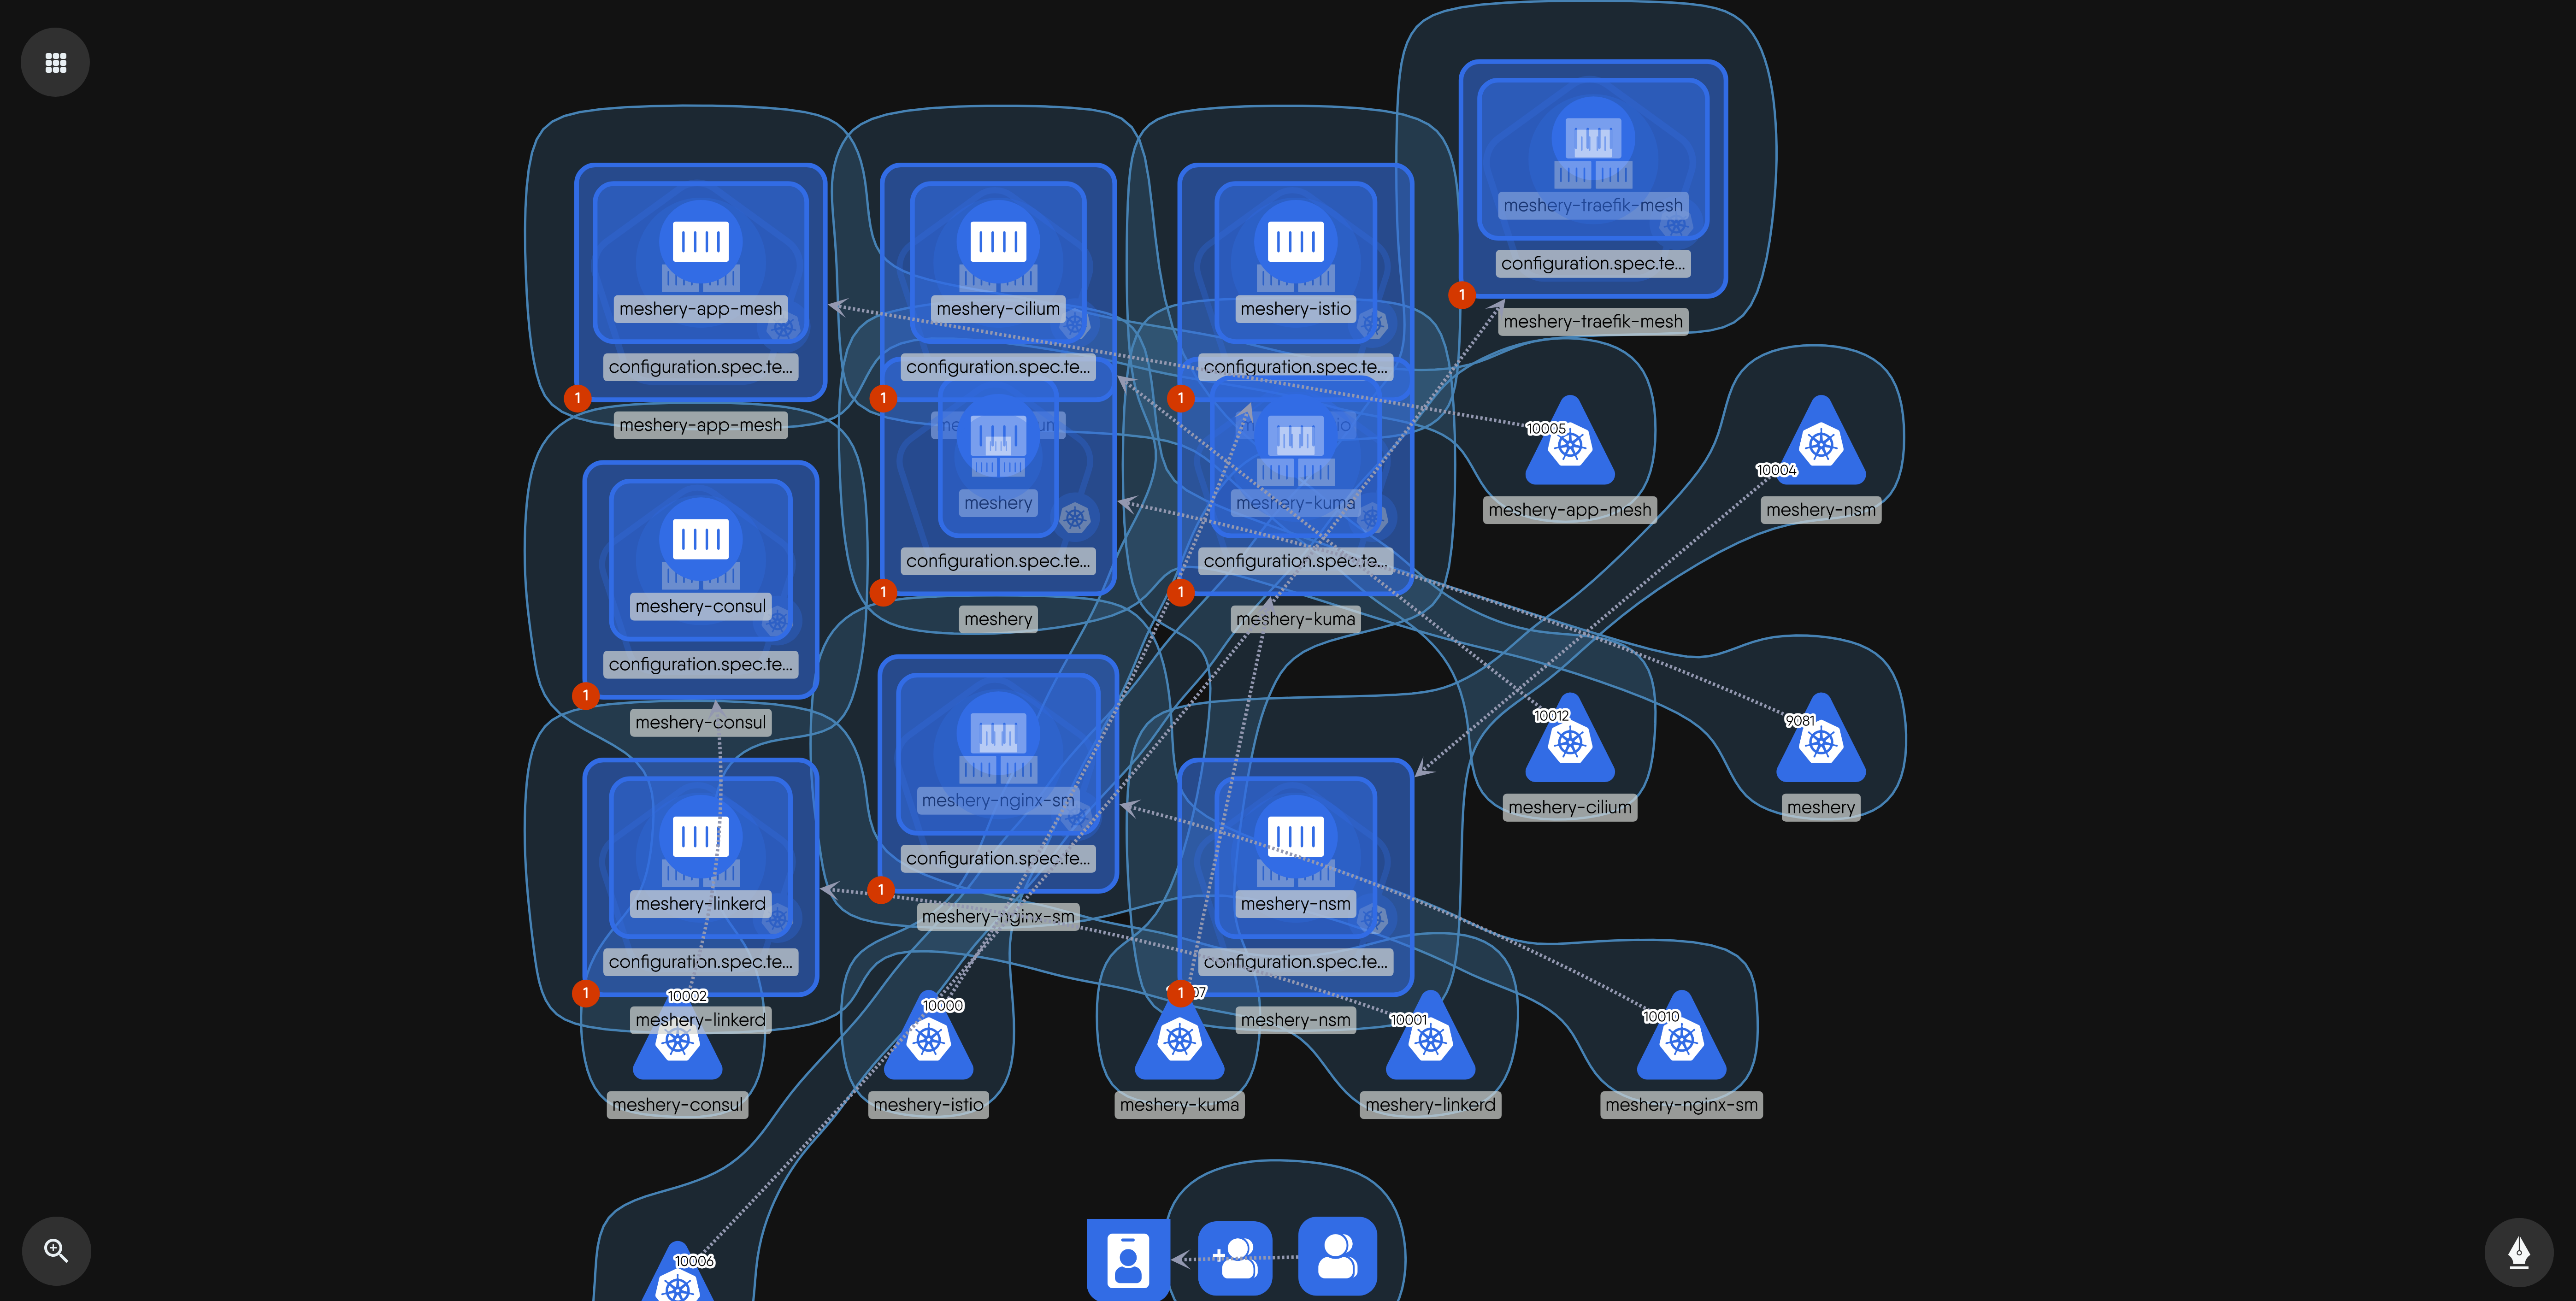 meshery-traefik-mesh
configuration.spec.te...
1
meshery-traefik-mesh
meshery-app-mesh
configuration.spec.te...
1
meshery-app-mesh
meshery-cilium
configuration.spec.te...
1
meshery-istio
configuration.spec.te...
1
meshery
configuration.spec.te...
1
meshery
meshery-kuma
configuration.spec.te...
1
meshery-kuma
10005
meshery-app-mesh
10004
meshery-nsm
meshery-consul
configuration.spec.te...
1
meshery-consul
10012
meshery-cilium
9081
meshery
meshery-nginx-sm
configuration.spec.te...
1
meshery-nginx-sm
meshery-linkerd
configuration.spec.te...
1
meshery-linkerd
meshery-nsm
configuration.spec.te...
1
meshery-nsm
10002
meshery-consul
10000
meshery-istio
meshery-kuma
10001
meshery-linkerd
10010
meshery-nginx-sm
10006